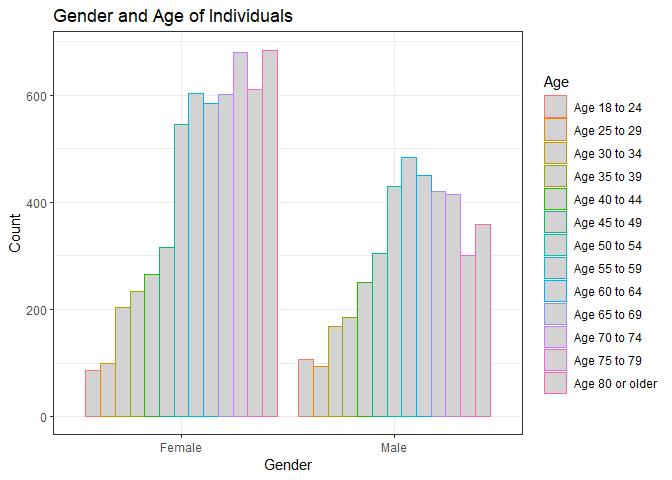 Gender and Age of Individuals
Count
600
400
200
0
Female Male
Gender
Age
Age 18 to 24
Age 25 to 29
Age 30 to 34
Age 35 to 39
Age 40 to 44
Age 45 to 49
Age 50 to 54
Age 55 to 59
Age 60 to 64
Age 65 to 69
Age 70 to 74
Age 75 to 79
Age 80 or older